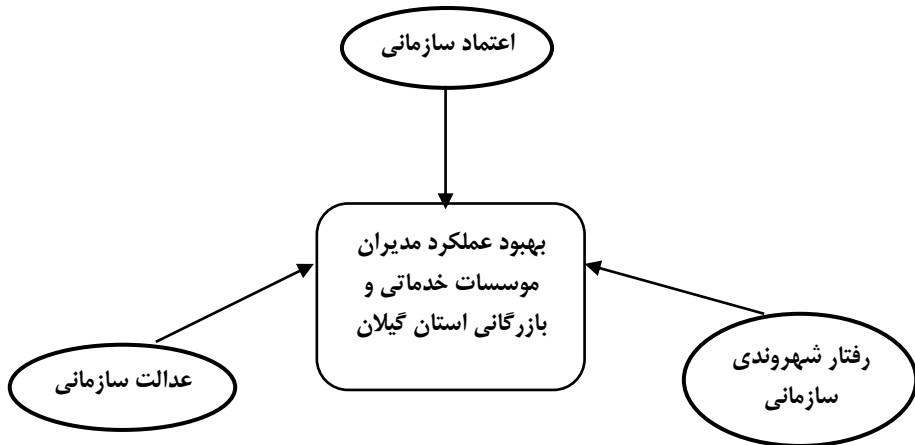 اعتماد سازمانی
بهبود عملکرد مدیران
موسسات خدماتی و
بازرگانی استان گیلان
رفتار شهروندی
سازمانی
عدالت سازمانی